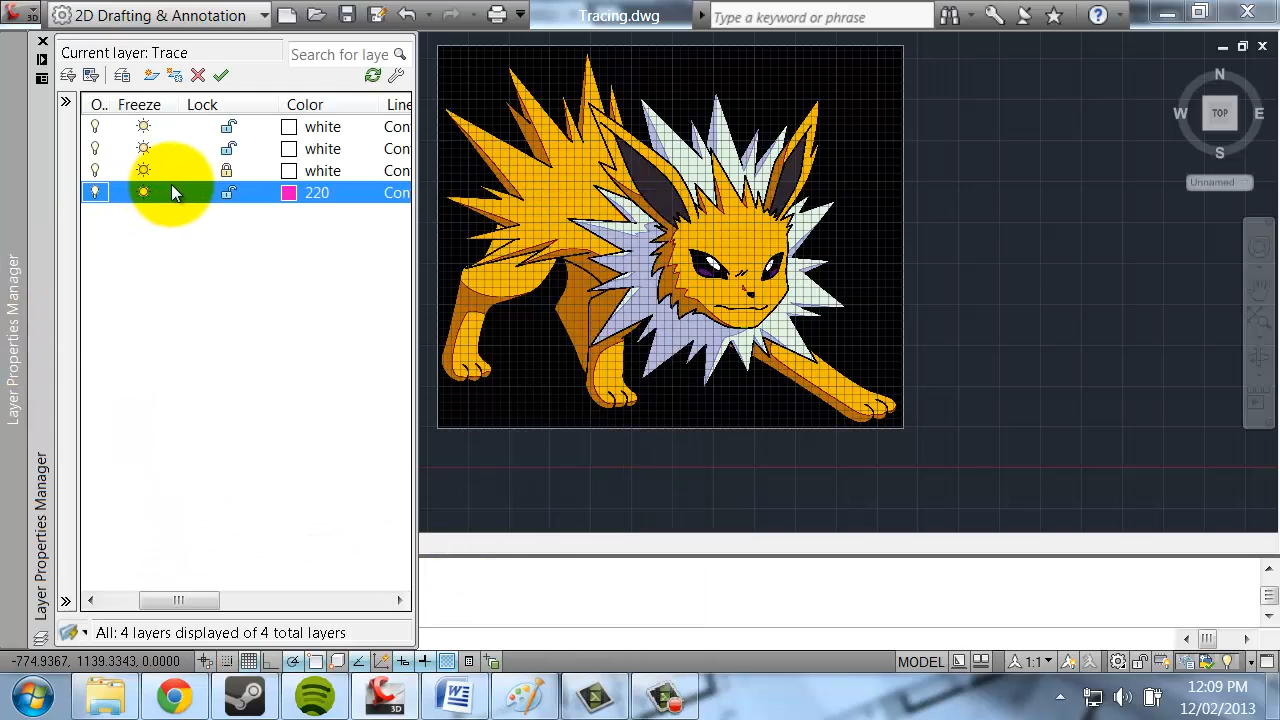 3D
2D Drafting & Annotation
Tracing.dwg
Type a keyword or phrase
Current layer: Trace
Search for laye
O.. Freeze Lock Color Line
white Con
white Con
white Con
220 Con
N
W TOP E
S
Unnamed
Layer Properties Manager
Layer Properties Manager
All: 4 layers displayed of 4 total layers
-774.9367, 1139.3343, 0.0000
MODEL
1:1
3D
12:09 PM
12/02/2013